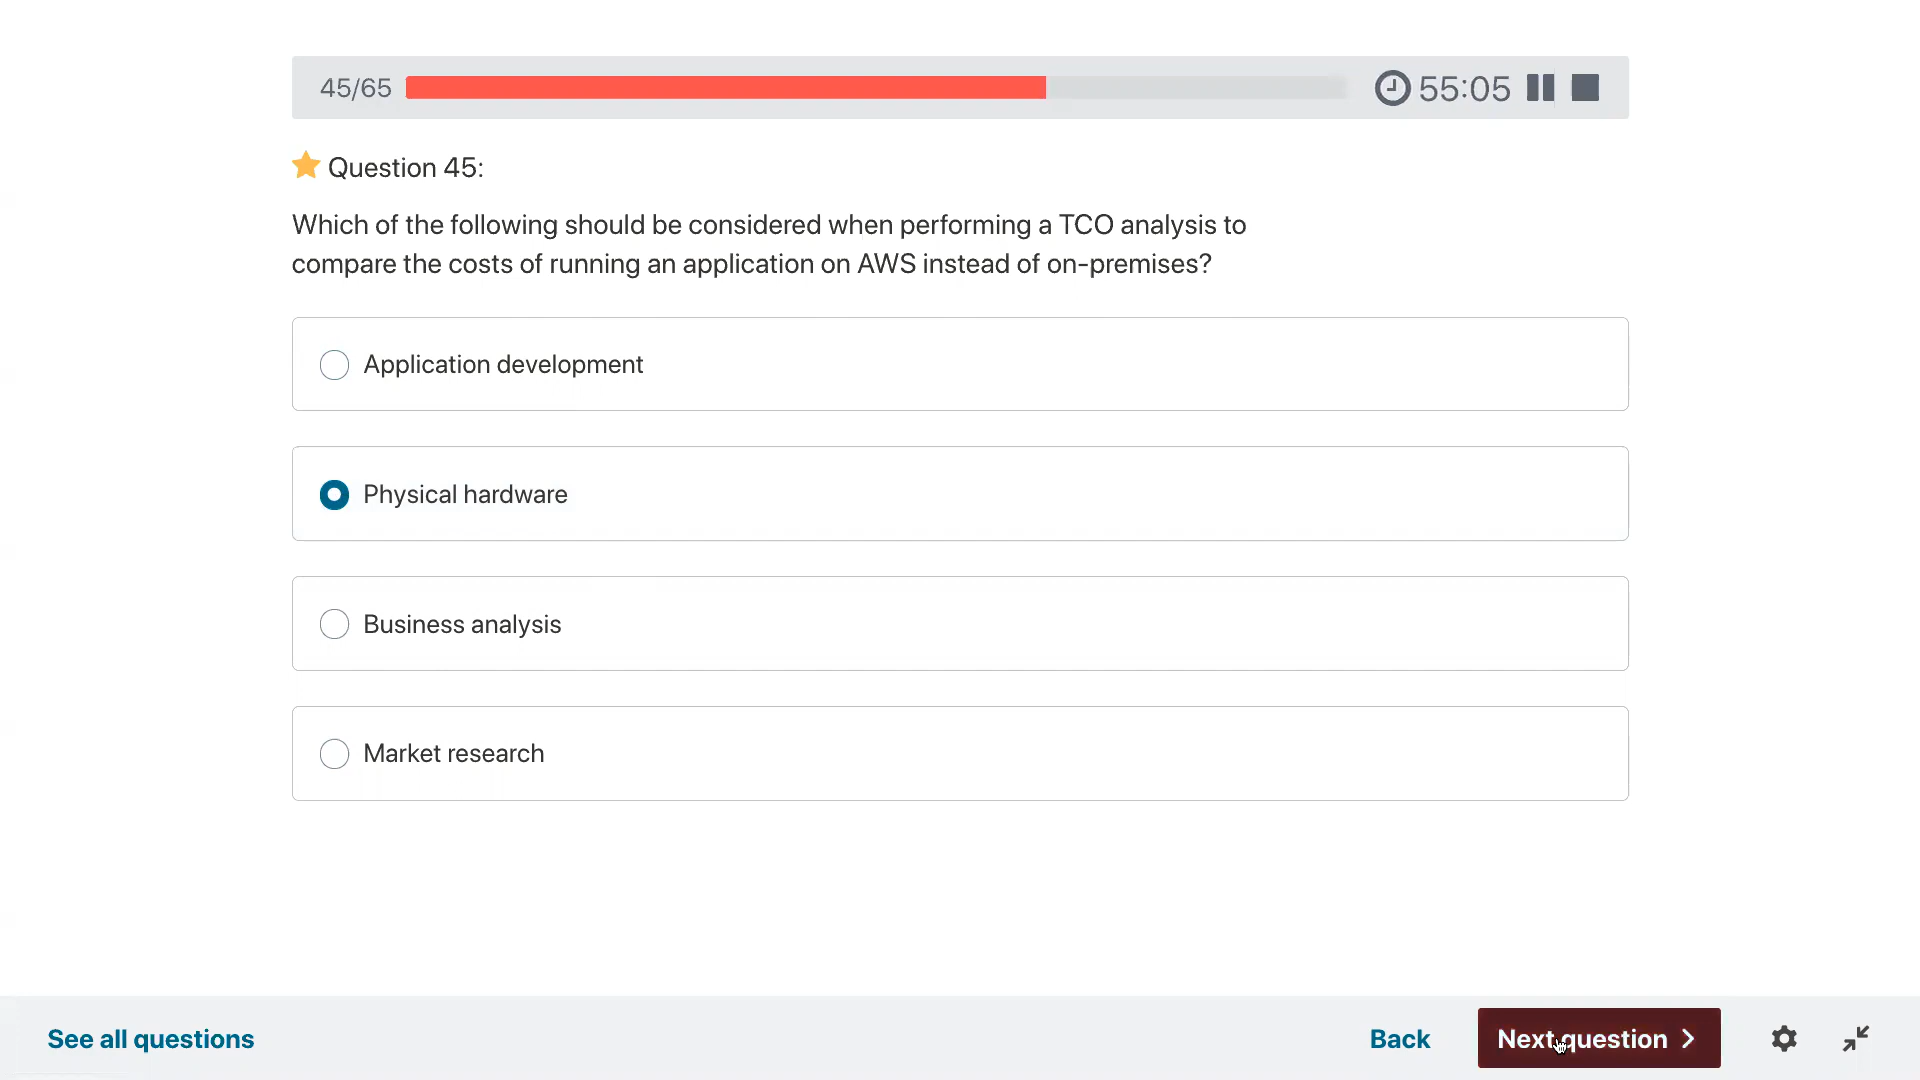 45/65
55:05
Question 45:
Which of the following should be considered when performing a TCO analysis to
compare the costs of running an application on AWS instead of on-premises?
Application development
Physical hardware
Business analysis
Market research
See all questions
Back
Next question